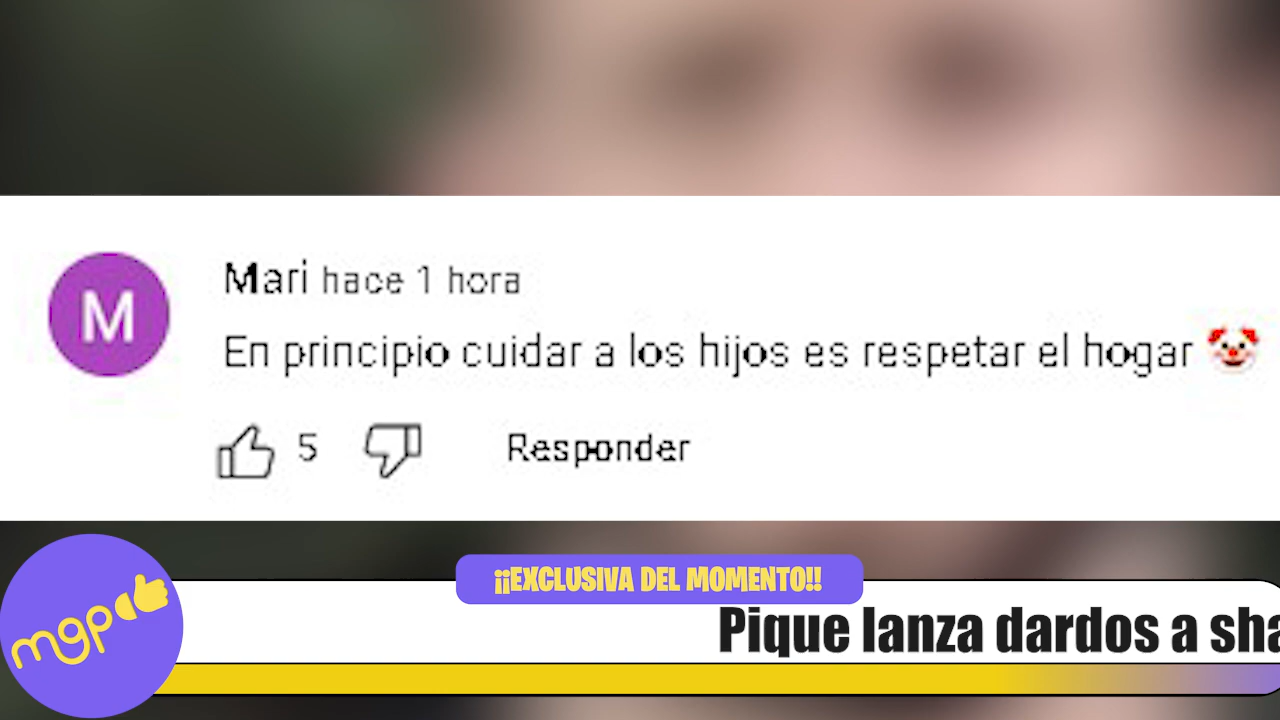 M
Mari hace 1 hora
En principio cuidar a los hijos es respetar el hogar 🤡
5 Responder
¡¡EXCLUSIVA DEL MOMENTO!!
mgp
Pique lanza dardos a sha